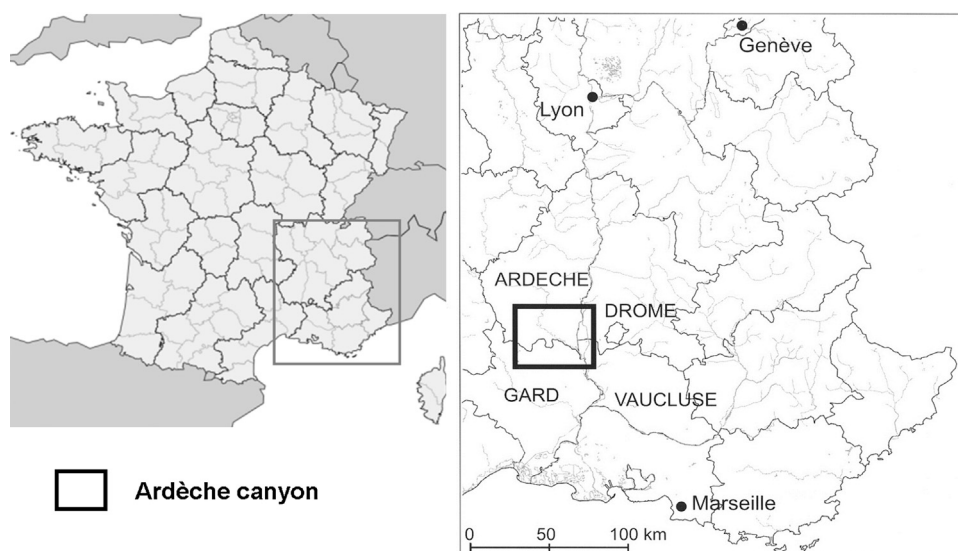 Genève
Lyon
ARDECHE
DROME
GARD
VAUCLUSE
Marseille
0 50 100 km
Ardèche canyon